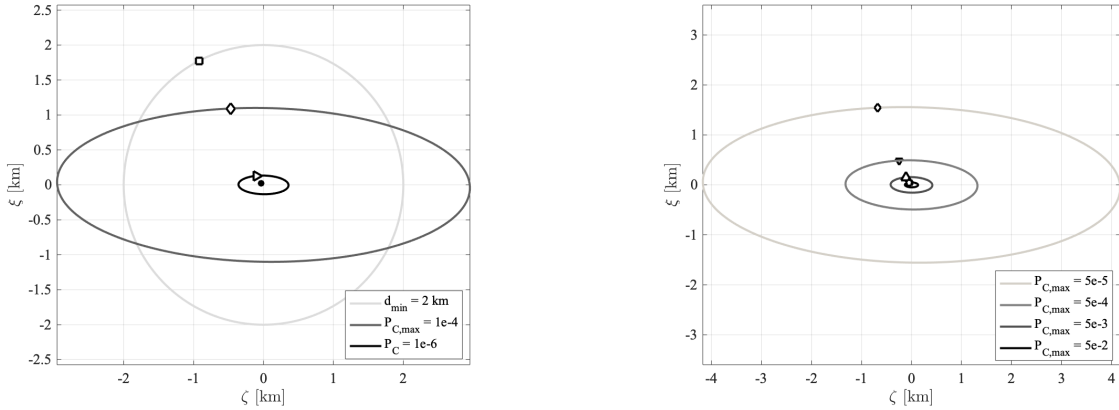 2.5
2
1.5
1
0.5
0
-0.5
-1
-1.5
-2
-2.5
ξ [km]
-2 -1 0 1 2
ζ [km]
d_min = 2 km
P_C,max = 1e-4
P_C = 1e-6
3
2
1
0
-1
-2
-3
ξ [km]
-4 -3 -2 -1 0 1 2 3 4
ζ [km]
P_C,max = 5e-5
P_C,max = 5e-4
P_C,max = 5e-3
P_C,max = 5e-2